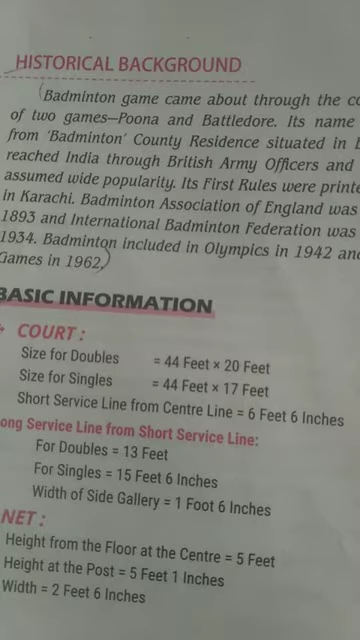 HISTORICAL BACKGROUND
Badminton game came about through the
of two games—Poona and Battledore. Its name
from 'Badminton' County Residence situated in
reached India through British Army Officers and
assumed wide popularity. Its First Rules were
in Karachi. Badminton Association of England was
1893 and International Badminton Federation was
1934. Badminton included in Olympics in 1942
Games in 1962,
BASIC INFORMATION
COURT :
Size for Doubles = 44 Feet × 20 Feet
Size for Singles = 44 Feet × 17 Feet
Short Service Line from Centre Line = 6 Feet 6 Inches
ong Service Line from Short Service Line:
For Doubles = 13 Feet
For Singles = 15 Feet 6 Inches
Width of Side Gallery = 1 Foot 6 Inches
NET :
Height from the Floor at the Centre = 5 Feet
Height at the Post = 5 Feet 1 Inches
Width = 2 Feet 6 Inches